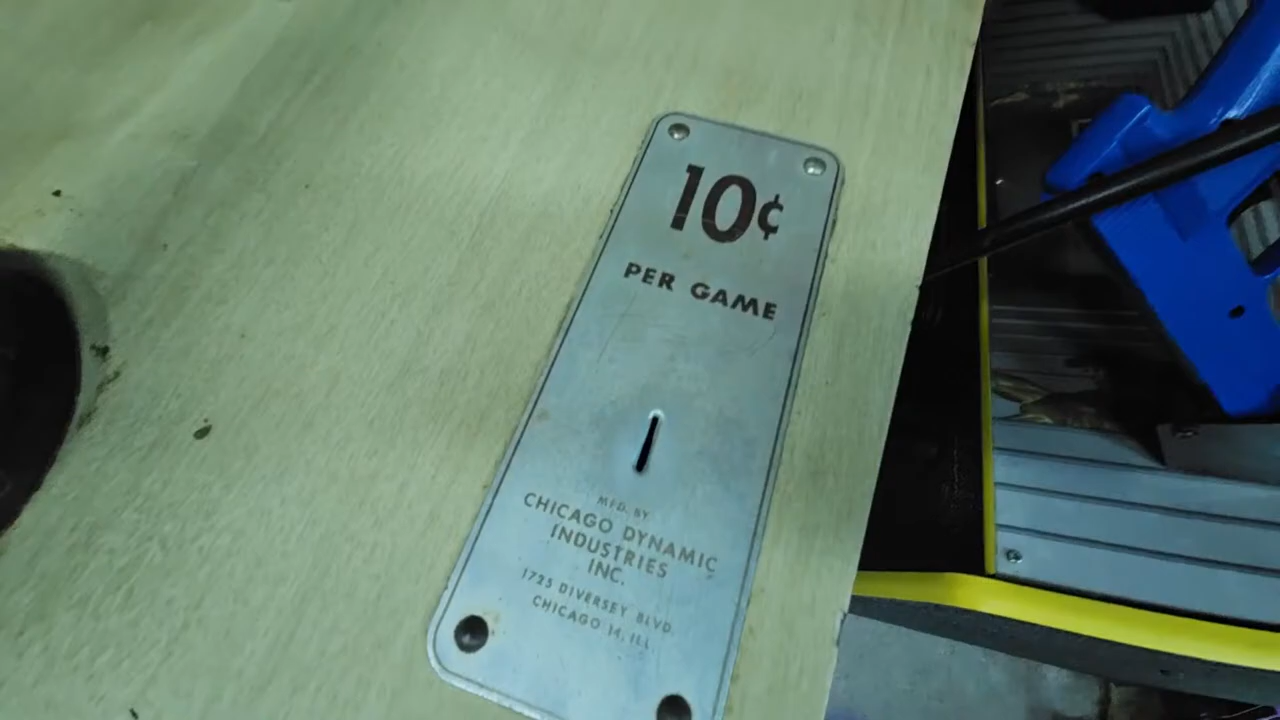 10¢
PER GAME
MFD. BY
CHICAGO DYNAMIC
INDUSTRIES
INC.
1725 DIVERSEY BLVD.
CHICAGO 14, ILL.